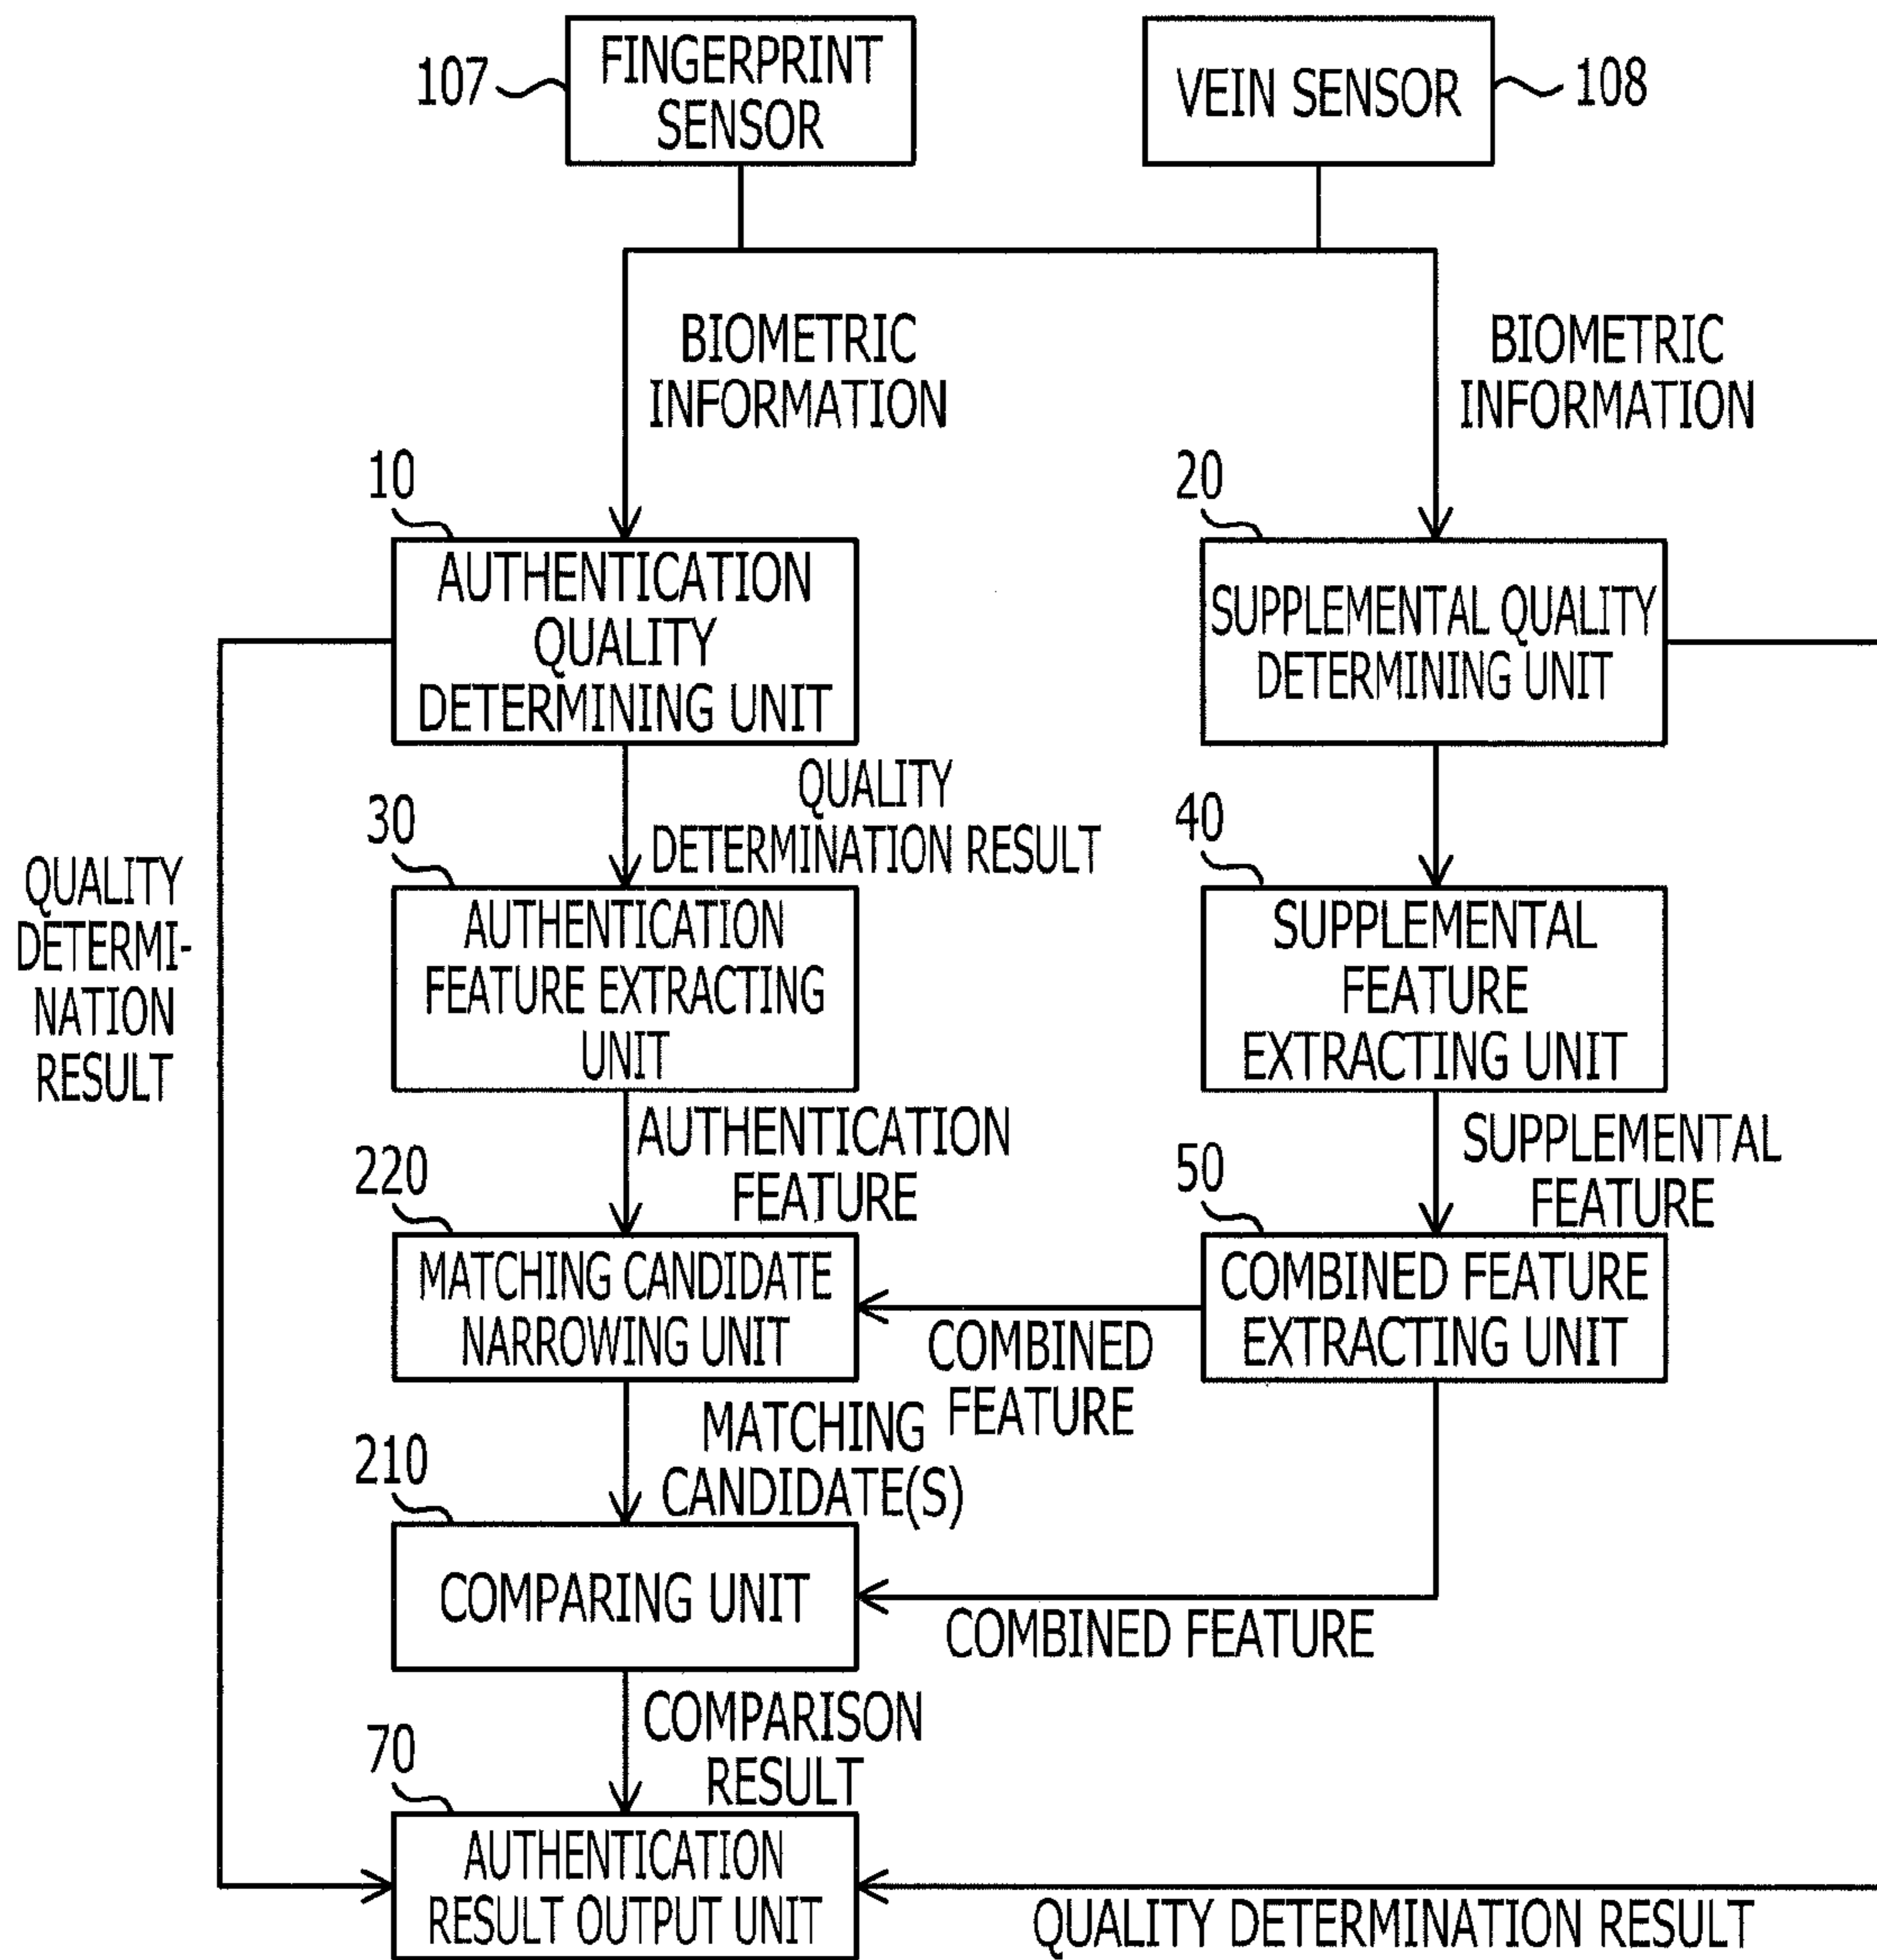 107
FINGERPRINT
SENSOR
VEIN SENSOR
108
BIOMETRIC
INFORMATION
BIOMETRIC
INFORMATION
10
AUTHENTICATION
QUALITY
DETERMINING UNIT
20
SUPPLEMENTAL QUALITY
DETERMINING UNIT
QUALITY
DETERMINATION RESULT
QUALITY
DETERMI-
NATION
RESULT
30
AUTHENTICATION
FEATURE EXTRACTING
UNIT
40
SUPPLEMENTAL
FEATURE
EXTRACTING UNIT
AUTHENTICATION
FEATURE
SUPPLEMENTAL
FEATURE
220
MATCHING CANDIDATE
NARROWING UNIT
50
COMBINED FEATURE
EXTRACTING UNIT
COMBINED
FEATURE
MATCHING
CANDIDATE(S)
210
COMPARING UNIT
COMBINED FEATURE
COMPARISON
RESULT
70
AUTHENTICATION
RESULT OUTPUT UNIT
QUALITY DETERMINATION RESULT